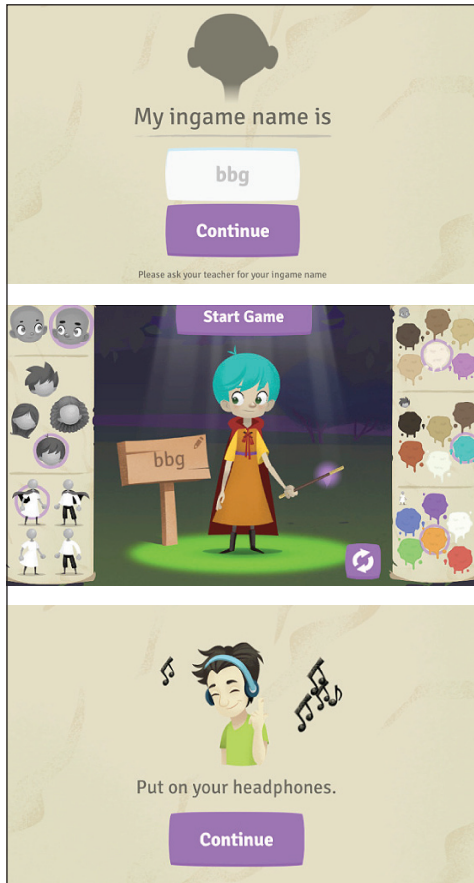 My ingame name is
bbg
Continue
Please ask your teacher for your ingame name
Start Game
bbg
Put on your headphones.
Continue